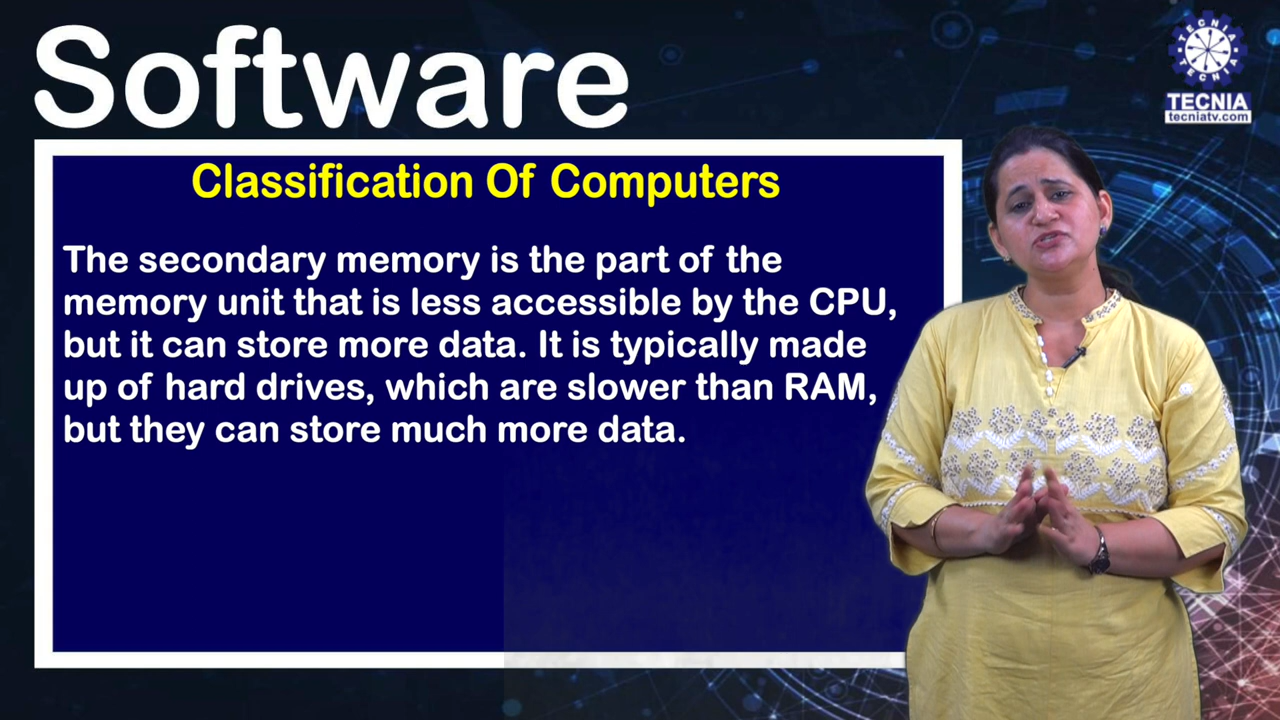 Software
TECNIA TECNIA
TECNIA
tecniatv.com
Classification Of Computers
The secondary memory is the part of the
memory unit that is less accessible by the CPU,
but it can store more data. It is typically made
up of hard drives, which are slower than RAM,
but they can store much more data.